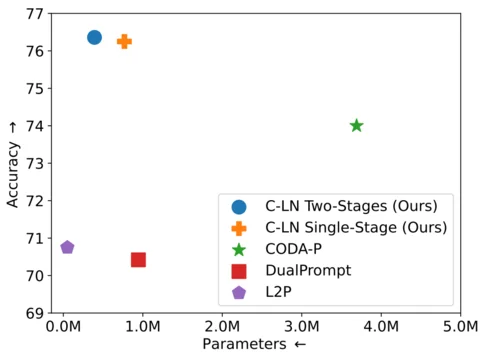 77
76
75
74
73
72
71
70
69
Accuracy →
0.0M 1.0M 2.0M 3.0M 4.0M 5.0M
Parameters ←
C-LN Two-Stages (Ours)
C-LN Single-Stage (Ours)
CODA-P
DualPrompt
L2P